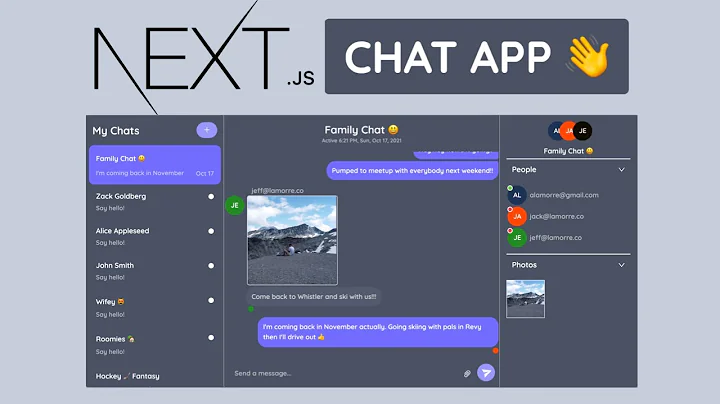 NEXT.JS
CHAT APP 👋
My Chats
+
Family Chat 😃
I'm coming back in November
Oct 17
Zack Goldberg
Say hello!
Alice Appleseed
Say hello!
John Smith
Say hello!
Wifey
Say hello!
Roomies
Say hello!
Hockey 🏒 Fantasy
Family Chat 😃
Active 6:21 PM, Sun, Oct 17, 2021
Pumped to meetup with everybody next weekend!!
jeff@lamorre.co
JE
Come back to Whistler and ski with us!!!
I'm coming back in November actually. Going skiing with pals in Revy
then I'll drive out 👍
Send a message...
AL JA JE
Family Chat 😃
People
AL alamorre@gmail.com
JA jack@lamorre.co
JE jeff@lamorre.co
Photos